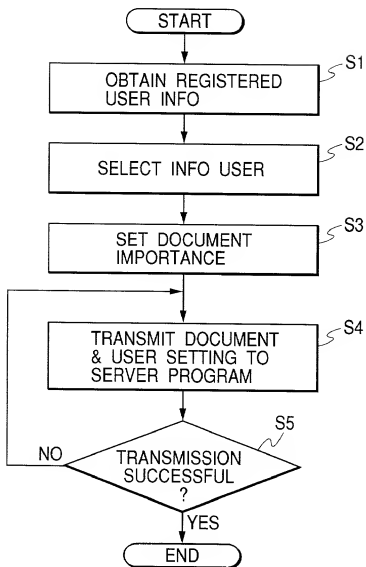 START
S1
OBTAIN REGISTERED
USER INFO
S2
SELECT INFO USER
S3
SET DOCUMENT
IMPORTANCE
S4
TRANSMIT DOCUMENT
& USER SETTING TO
SERVER PROGRAM
S5
NO
TRANSMISSION
SUCCESSFUL
?
YES
END